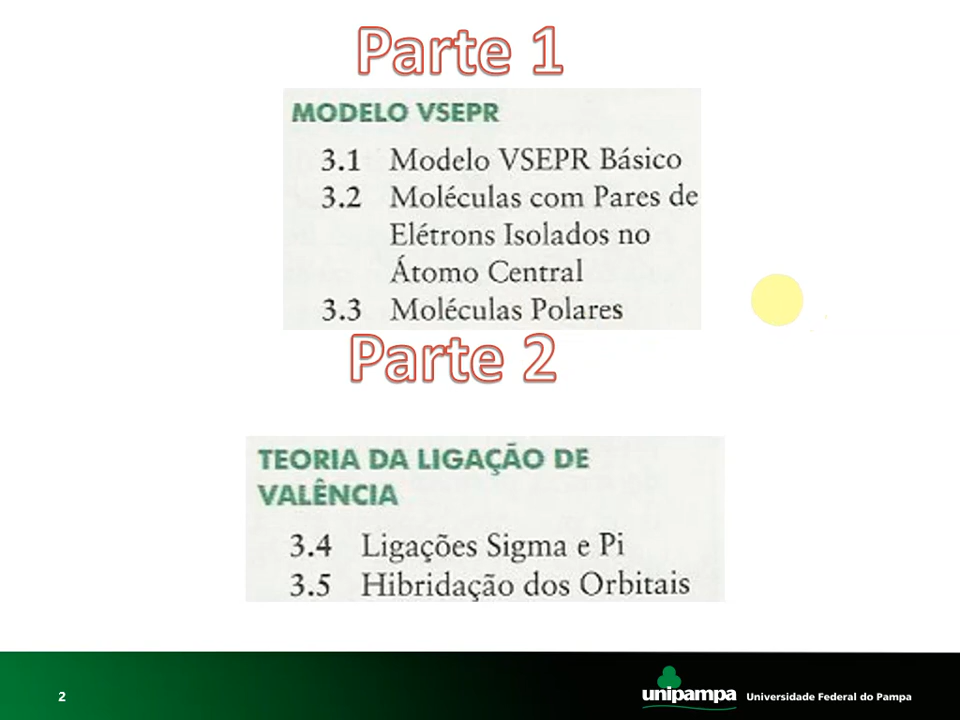 Parte 1
MODELO VSEPR
3.1 Modelo VSEPR Básico
3.2 Moléculas com Pares de
Elétrons Isolados no
Átomo Central
3.3 Moléculas Polares
Parte 2
TEORIA DA LIGAÇÃO DE
VALÊNCIA
3.4 Ligações Sigma e Pi
3.5 Hibridação dos Orbitais
2
unipampa
Universidade Federal do Pampa